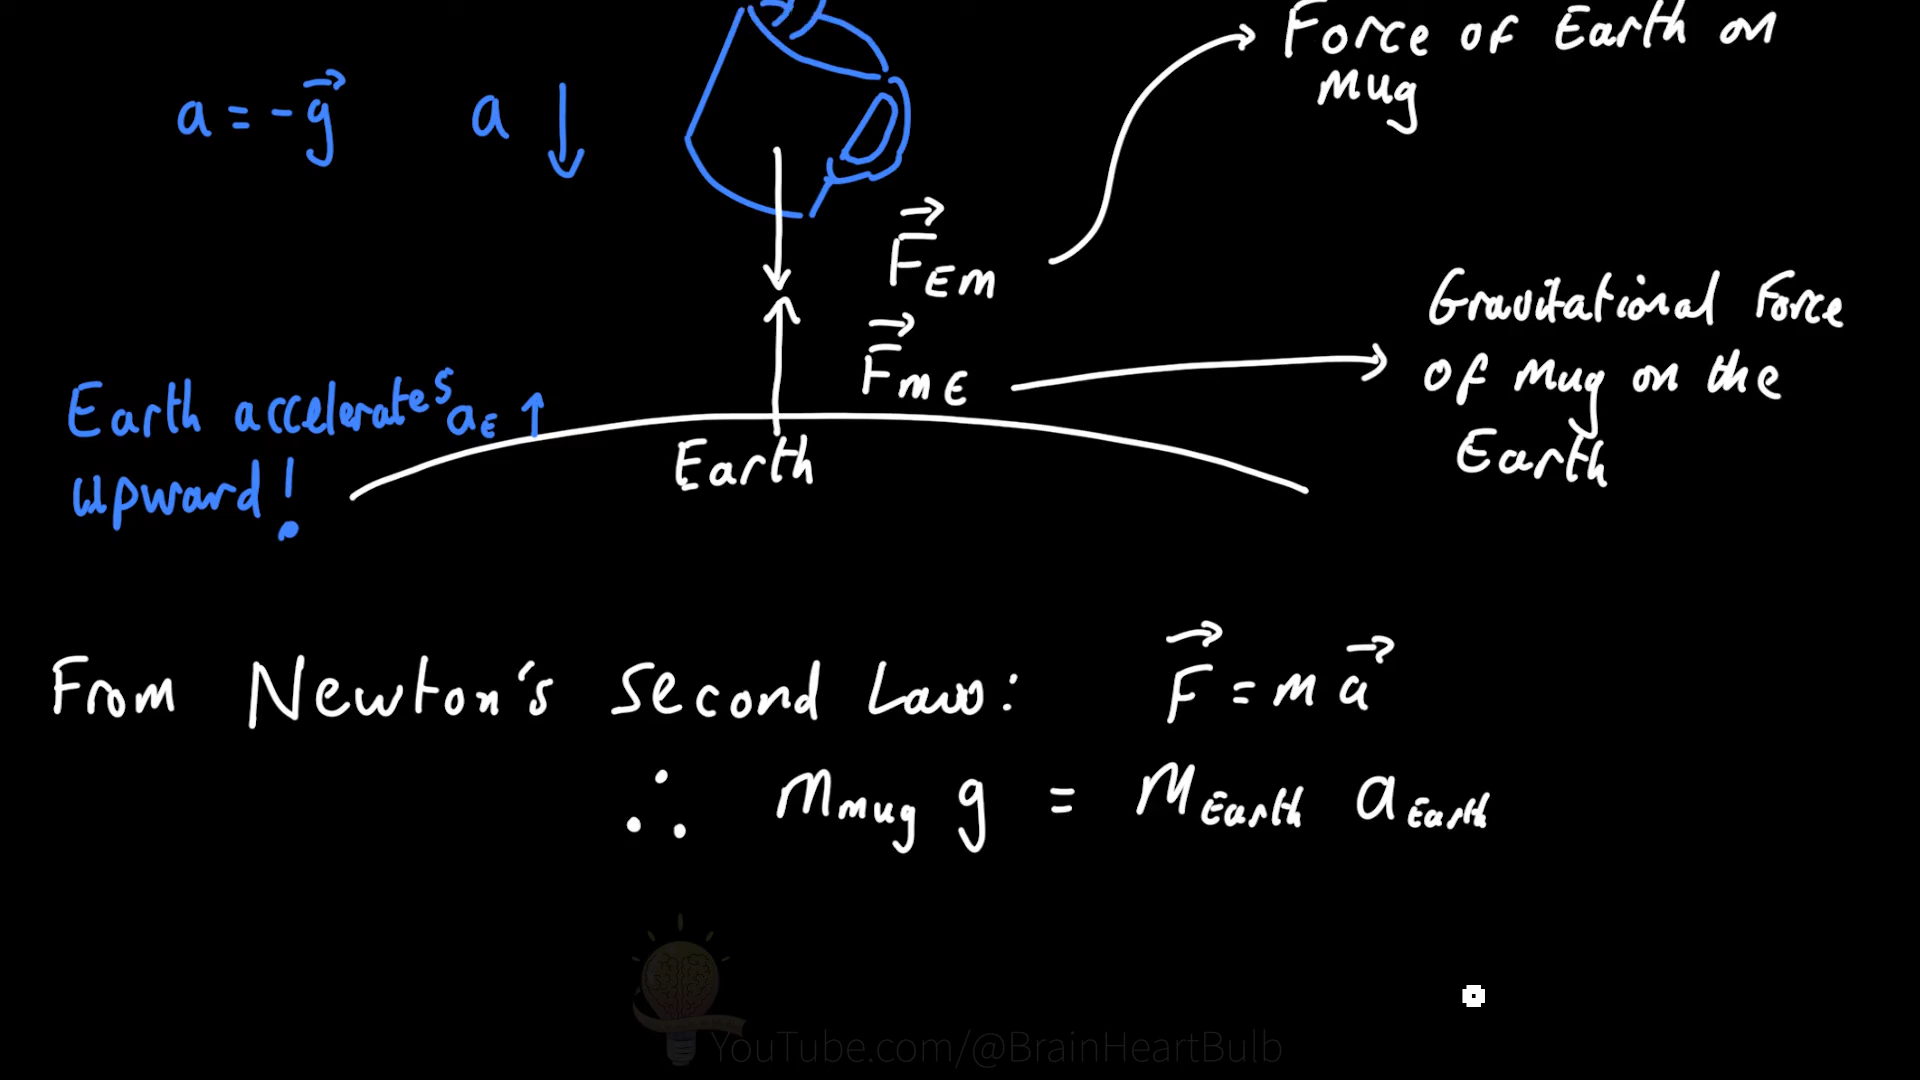 Force of Earth on
Mug
a = -g⃗
a ↓
F⃗EM
F⃗ME
Gravitational Force
of Mug on the
Earth
Earth accelerates aE ↑
upward!
Earth
From Newton's Second Law: F⃗ = m a⃗
∴ Mmug g = MEarth aEarth
YouTube.com/@BrainHeartBulb